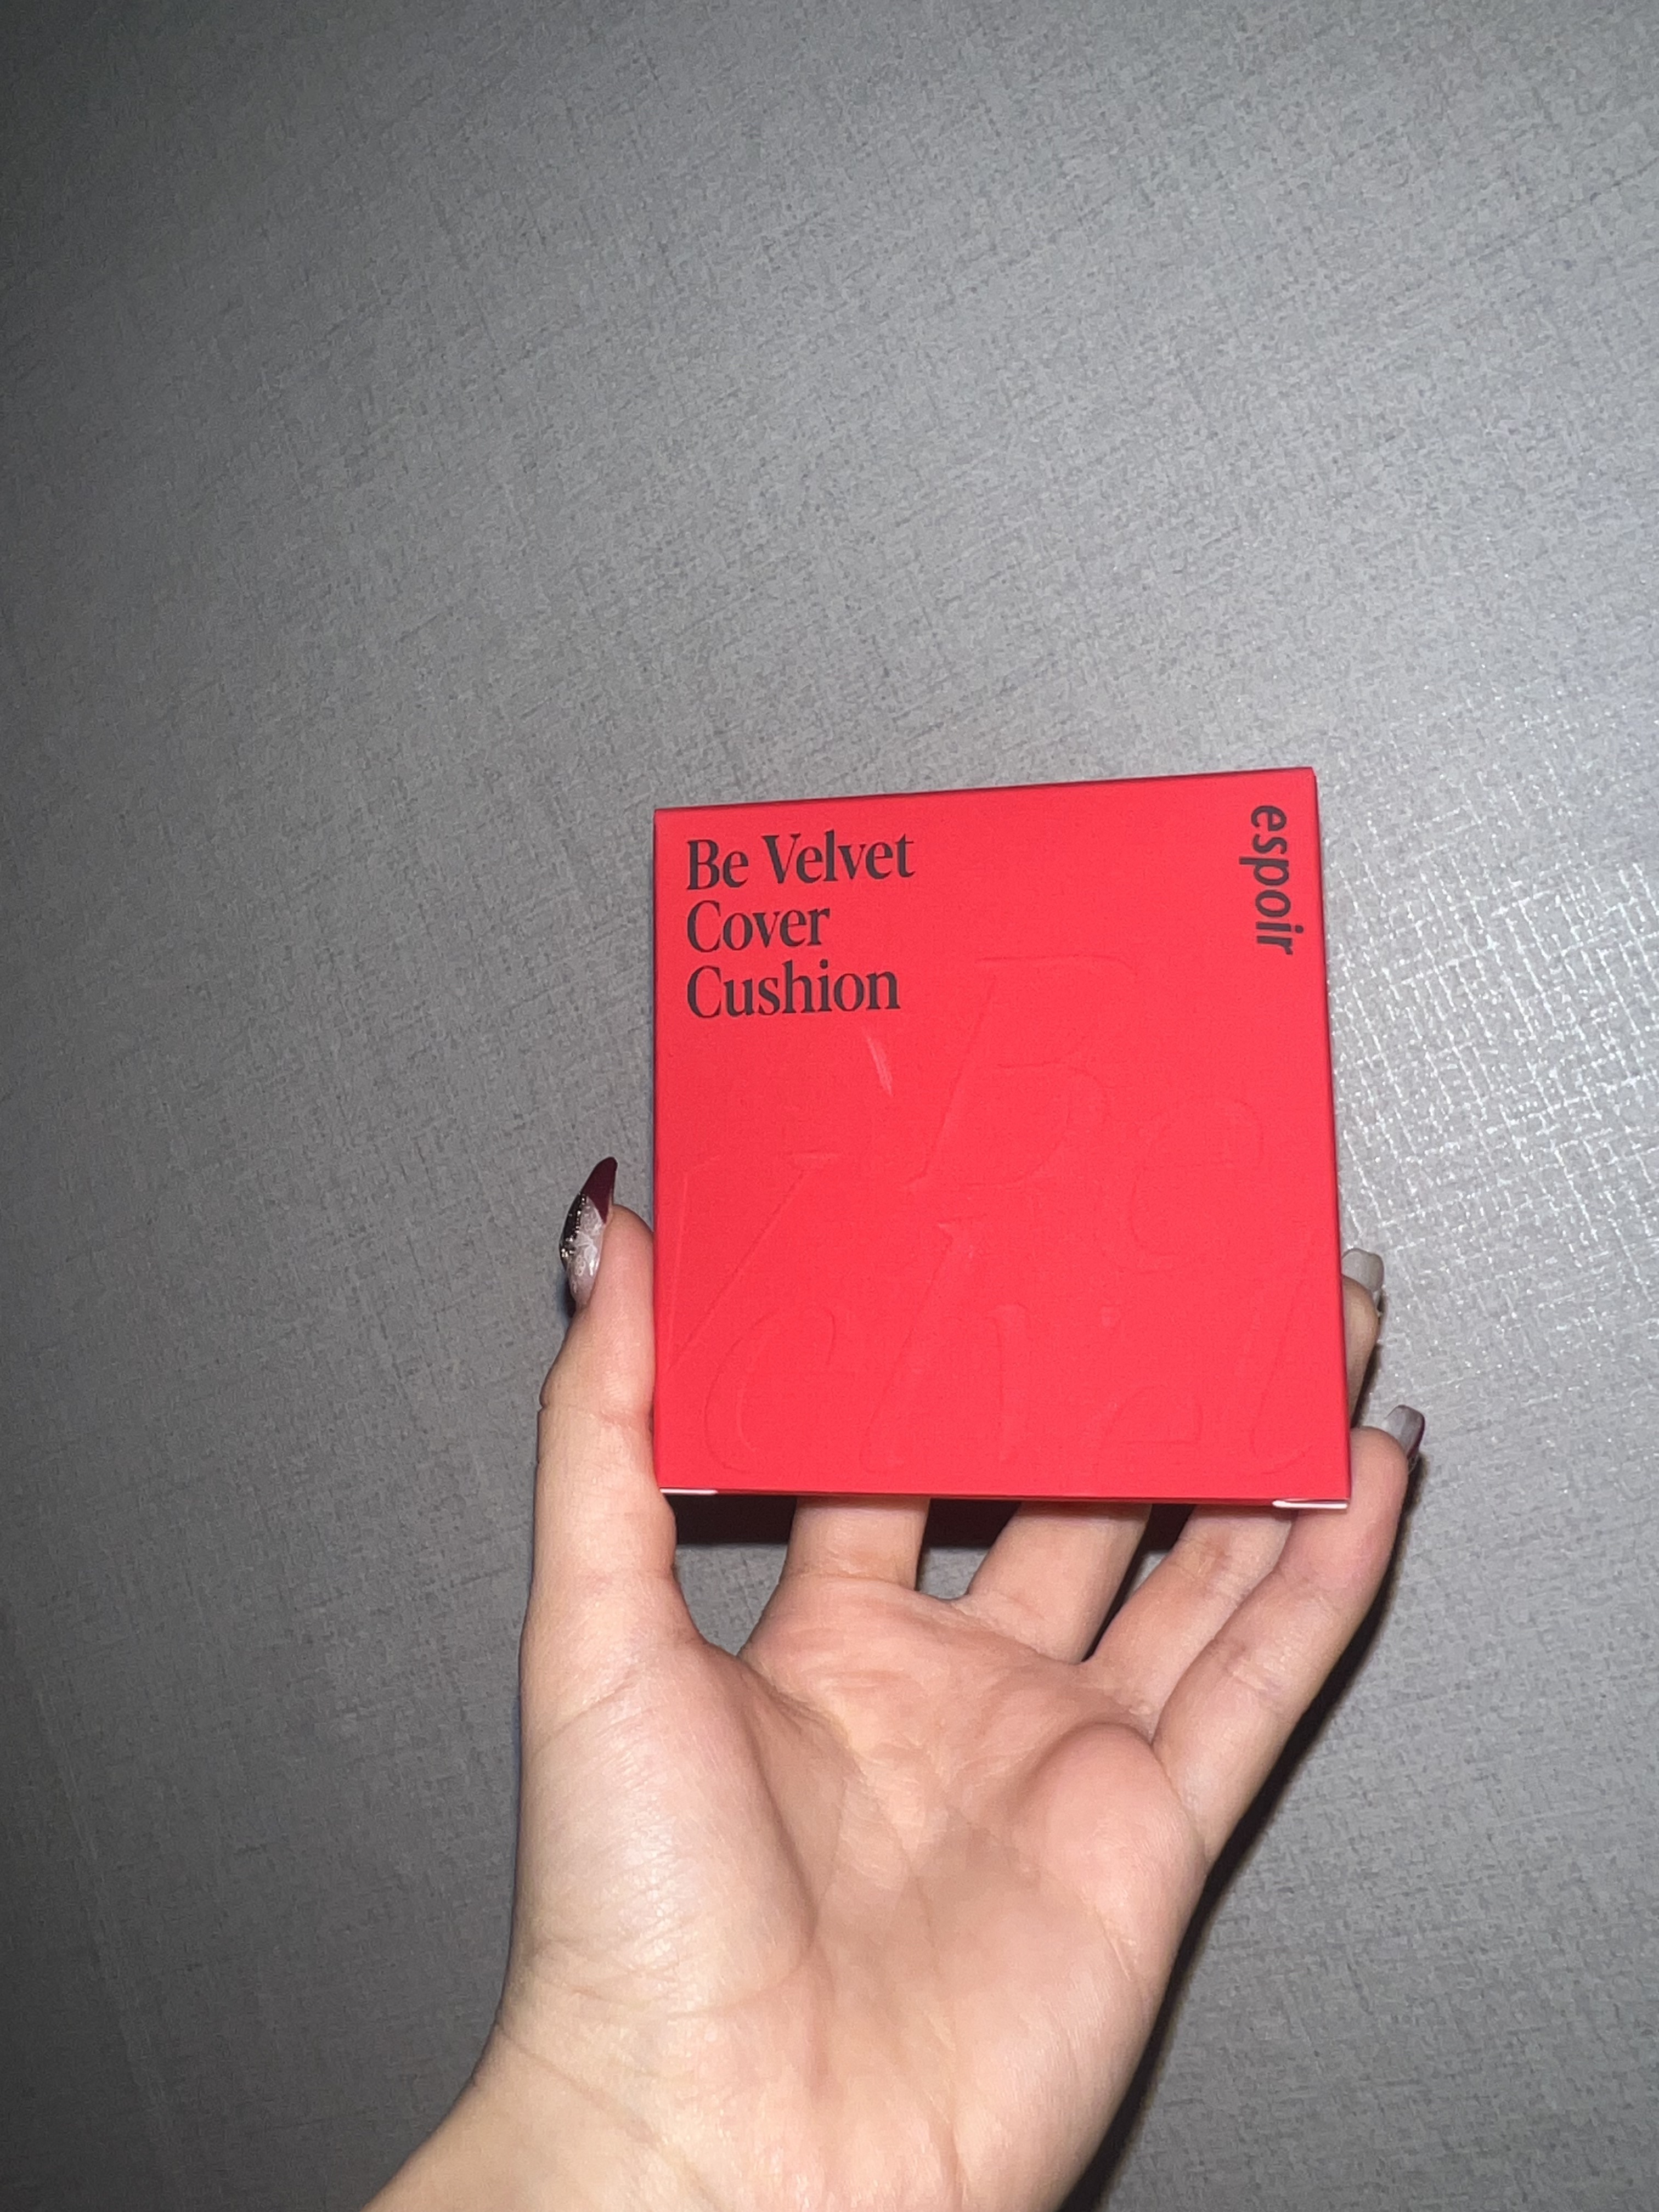 Be Velvet
Cover
Cushion
espoir